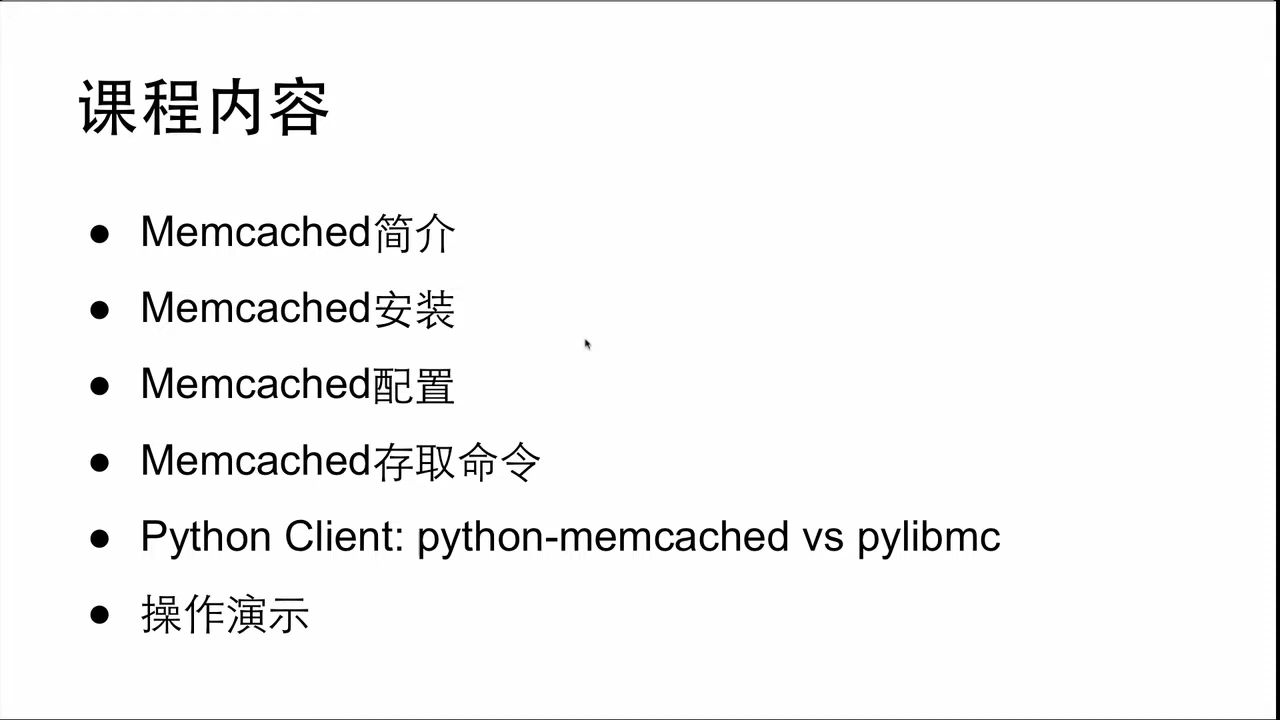 课程内容
● Memcached简介
● Memcached安装
● Memcached配置
● Memcached存取命令
● Python Client: python-memcached vs pylibmc
● 操作演示